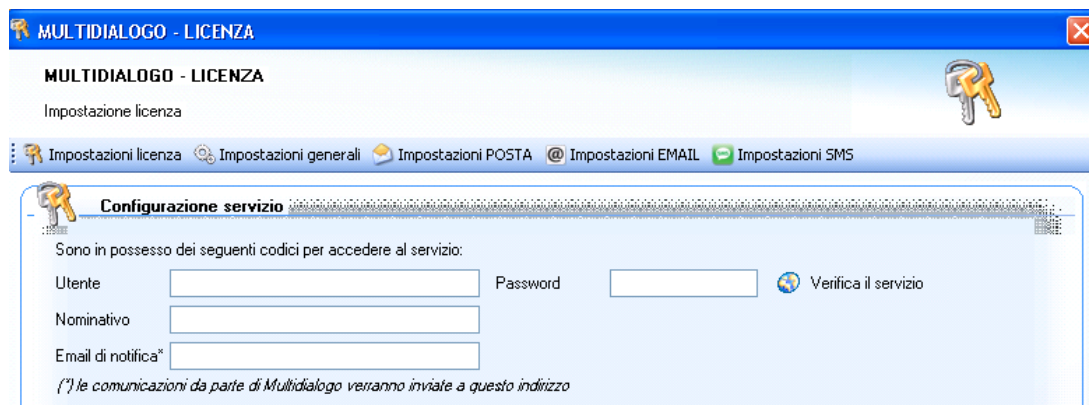 MULTIDIALOGO - LICENZA
MULTIDIALOGO - LICENZA
Impostazione licenza
Impostazioni licenza Impostazioni generali Impostazioni POSTA @ Impostazioni EMAIL Impostazioni SMS
Configurazione servizio
Sono in possesso dei seguenti codici per accedere al servizio:
Utente Password Verifica il servizio
Nominativo
Email di notifica*
(*) le comunicazioni da parte di Multidialogo verranno inviate a questo indirizzo